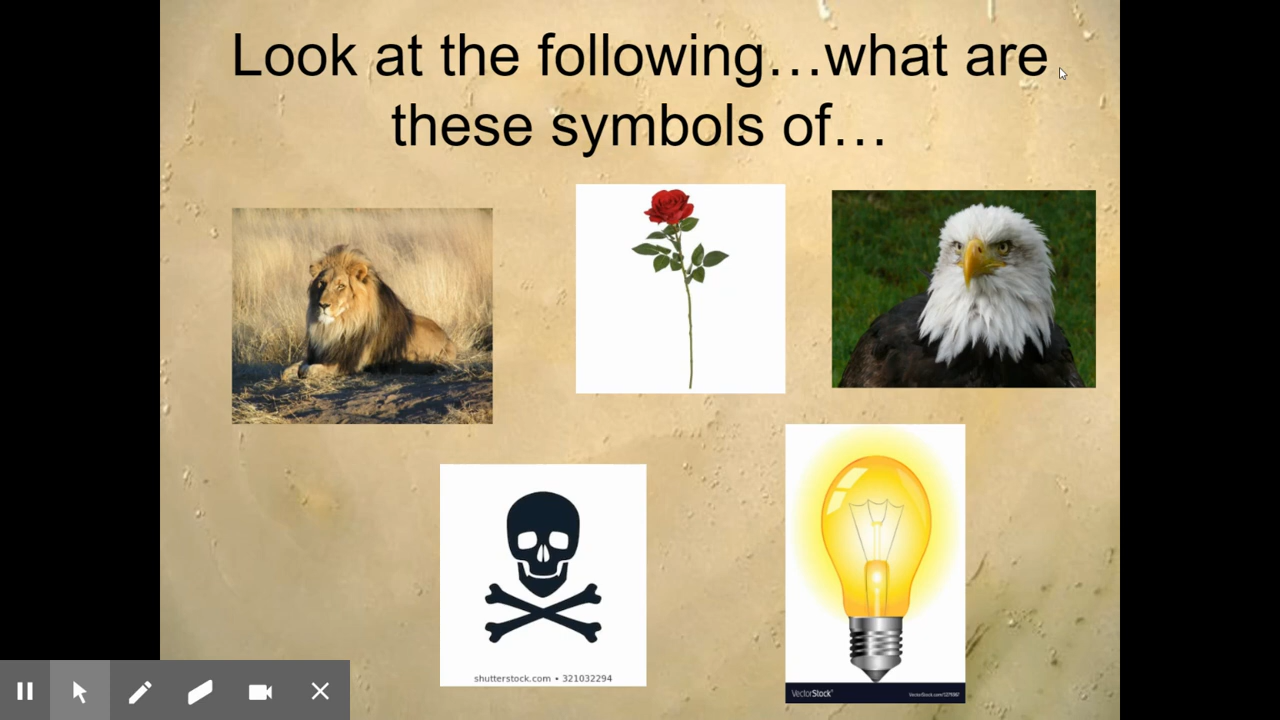 Look at the following…what are
these symbols of…
shutterstock.com • 321032294
VectorStock®